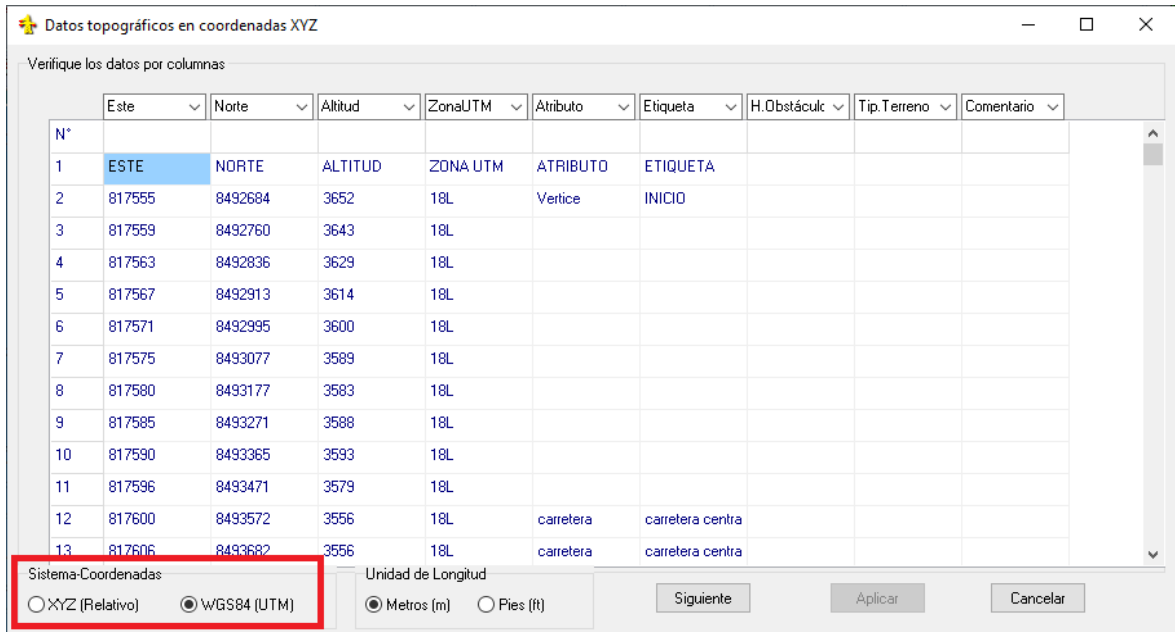 Datos topográficos en coordenadas XYZ
Verifique los datos por columnas
Este Norte Altitud ZonaUTM Atributo Etiqueta H.Obstáculc Tip.Terreno Comentario
N°
1 ESTE NORTE ALTITUD ZONA UTM ATRIBUTO ETIQUETA
2 817555 8492684 3652 18L Vertice INICIO
3 817559 8492760 3643 18L
4 817563 8492836 3629 18L
5 817567 8492913 3614 18L
6 817571 8492995 3600 18L
7 817575 8493077 3589 18L
8 817580 8493177 3583 18L
9 817585 8493271 3588 18L
10 817590 8493365 3593 18L
11 817596 8493471 3579 18L
12 817600 8493572 3556 18L carretera carretera centra
13 817606 8493682 3556 18L carretera carretera centra
Sistema-Coordenadas Unidad de Longitud
XYZ (Relativo) WGS84 (UTM) Metros (m) Pies (ft) Siguiente Aplicar Cancelar